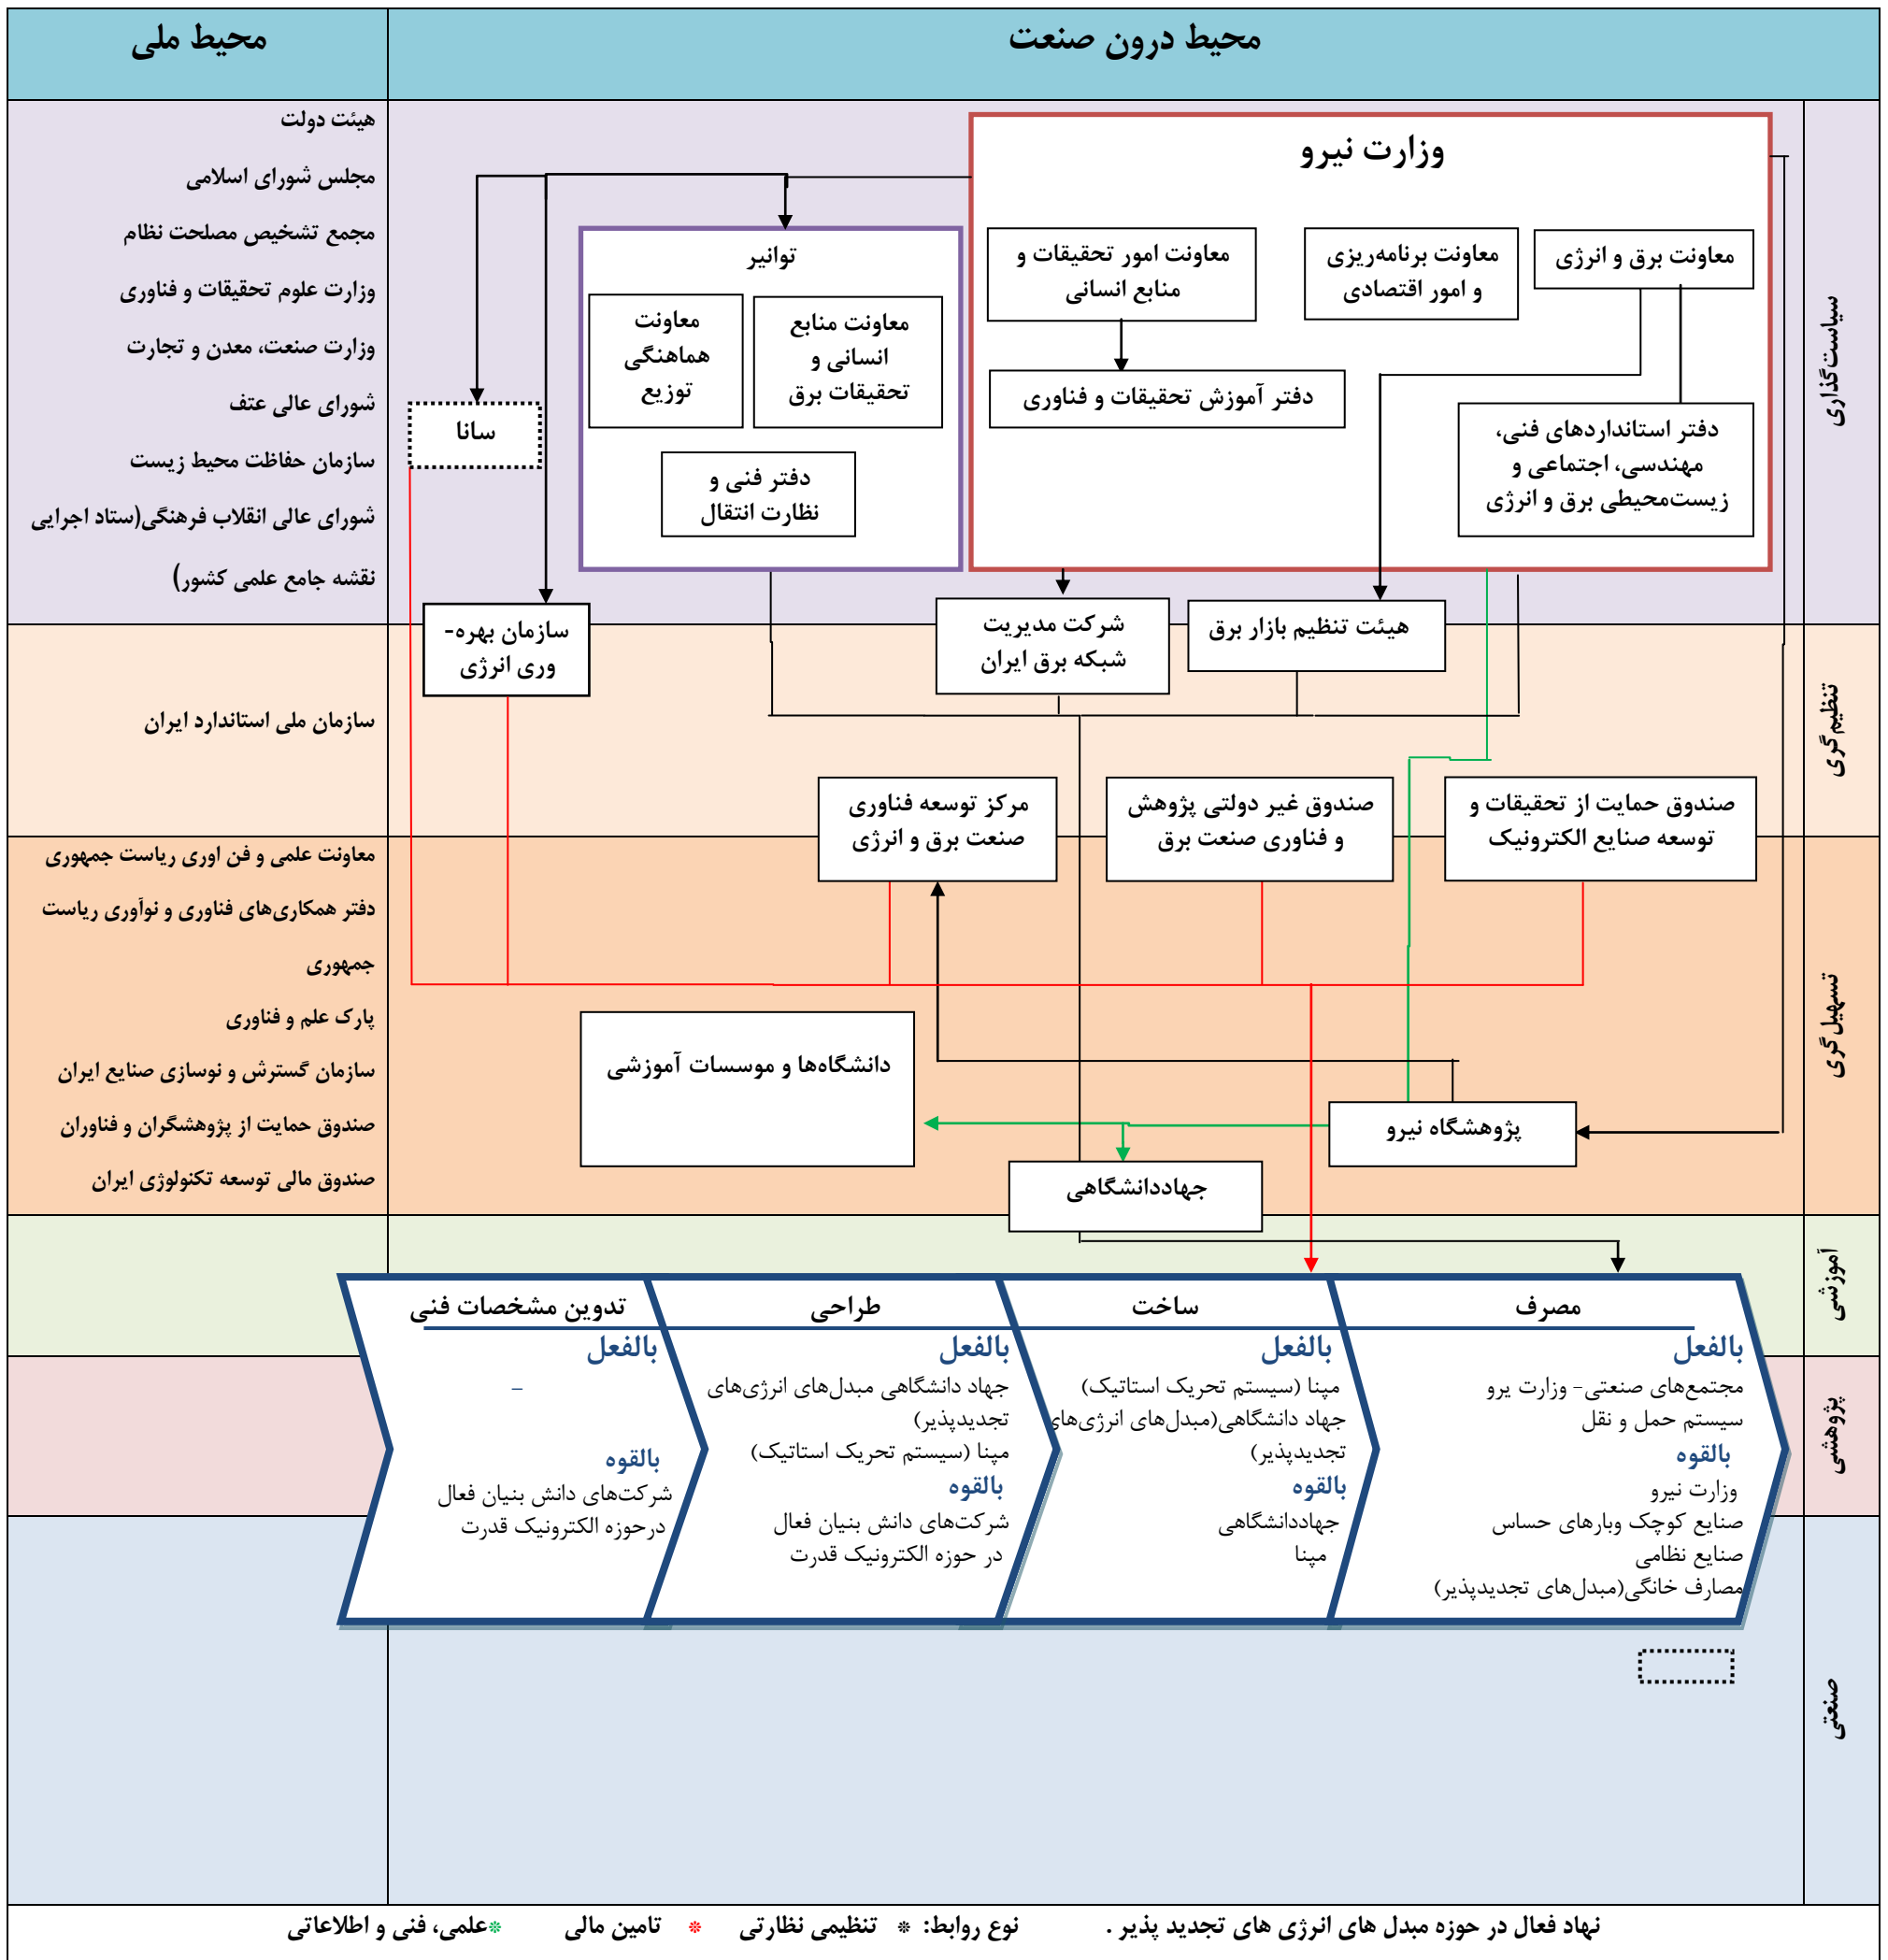 محیط درون صنعت
محیط ملی
سیاست‌گذاری
وزارت نیرو
معاونت برق و انرژی
معاونت برنامه‌ریزی
و امور اقتصادی
معاونت امور تحقیقات و
منابع انسانی
دفتر آموزش تحقیقات و فناوری
دفتر استانداردهای فنی،
مهندسی، اجتماعی و
زیست‌محیطی برق و انرژی
توانیر
معاونت منابع
انسانی و
تحقیقات برق
معاونت
هماهنگی
توزیع
دفتر فنی و
نظارت انتقال
سانا
هیئت دولت
مجلس شورای اسلامی
مجمع تشخیص مصلحت نظام
وزارت علوم تحقیقات و فناوری
وزارت صنعت، معدن و تجارت
شورای عالی عتف
سازمان حفاظت محیط زیست
شورای عالی انقلاب فرهنگی(ستاد اجرایی
نقشه جامع علمی کشور)
هیئت تنظیم بازار برق
شرکت مدیریت
شبکه برق ایران
سازمان بهره-
وری انرژی
تنظیم‌گری
سازمان ملی استاندارد ایران
صندوق حمایت از تحقیقات و
توسعه صنایع الکترونیک
صندوق غیر دولتی پژوهش
و فناوری صنعت برق
مرکز توسعه فناوری
صنعت برق و انرژی
تسهیل‌گری
دانشگاه‌ها و موسسات آموزشی
پژوهشگاه نیرو
جهاددانشگاهی
معاونت علمی و فن اوری ریاست جمهوری
دفتر همکاری‌های فناوری و نوآوری ریاست
جمهوری
پارک علم و فناوری
سازمان گسترش و نوسازی صنایع ایران
صندوق حمایت از پژوهشگران و فناوران
صندوق مالی توسعه تکنولوژی ایران
آموزشی
پژوهشی
صنعتی
مصرف
بالفعل
مجتمع‌های صنعتی- وزارت یرو
سیستم حمل و نقل
بالقوه
وزارت نیرو
صنایع کوچک وبارهای حساس
صنایع نظامی
مصارف خانگی(مبدل‌های تجدیدپذیر)
ساخت
بالفعل
مپنا (سیستم تحریک استاتیک)
جهاد دانشگاهی(مبدل‌های انرژی‌های
تجدیدپذیر)
بالقوه
جهاددانشگاهی
مپنا
طراحی
بالفعل
جهاد دانشگاهی مبدل‌های انرژی‌های
تجدیدپذیر)
مپنا (سیستم تحریک استاتیک)
بالقوه
شرکت‌های دانش بنیان فعال
در حوزه الکترونیک قدرت
تدوین مشخصات فنی
بالفعل
–
بالقوه
شرکت‌های دانش بنیان فعال
درحوزه الکترونیک قدرت
نهاد فعال در حوزه مبدل های انرژی های تجدید پذیر . نوع روابط: * تنظیمی نظارتی * تامین مالی *علمی، فنی و اطلاعاتی